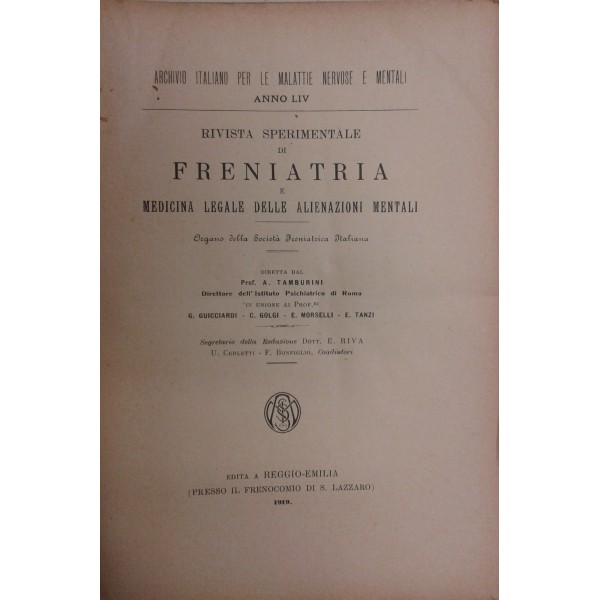 ARCHIVIO ITALIANO PER LE MALATTIE NERVOSE E MENTALI
ANNO LIV
RIVISTA SPERIMENTALE
DI
FRENIATRIA
E
MEDICINA LEGALE DELLE ALIENAZIONI MENTALI
Organo della Società Freniatrica Italiana
DIRETTA DAL
Prof. A. TAMBURINI
Direttore dell'Istituto Psichiatrico di Roma
IN UNIONE AI PROF.RI
G. GUICCIARDI - C. GOLGI - E. MORSELLI - E. TANZI
Segretario della Redazione DOTT. E. RIVA
U. CERLETTI - F. BONFIGLIO, Coadiutori
EDITA A REGGIO-EMILIA
(PRESSO IL FRENOCOMIO DI S. LAZZARO)
1919.